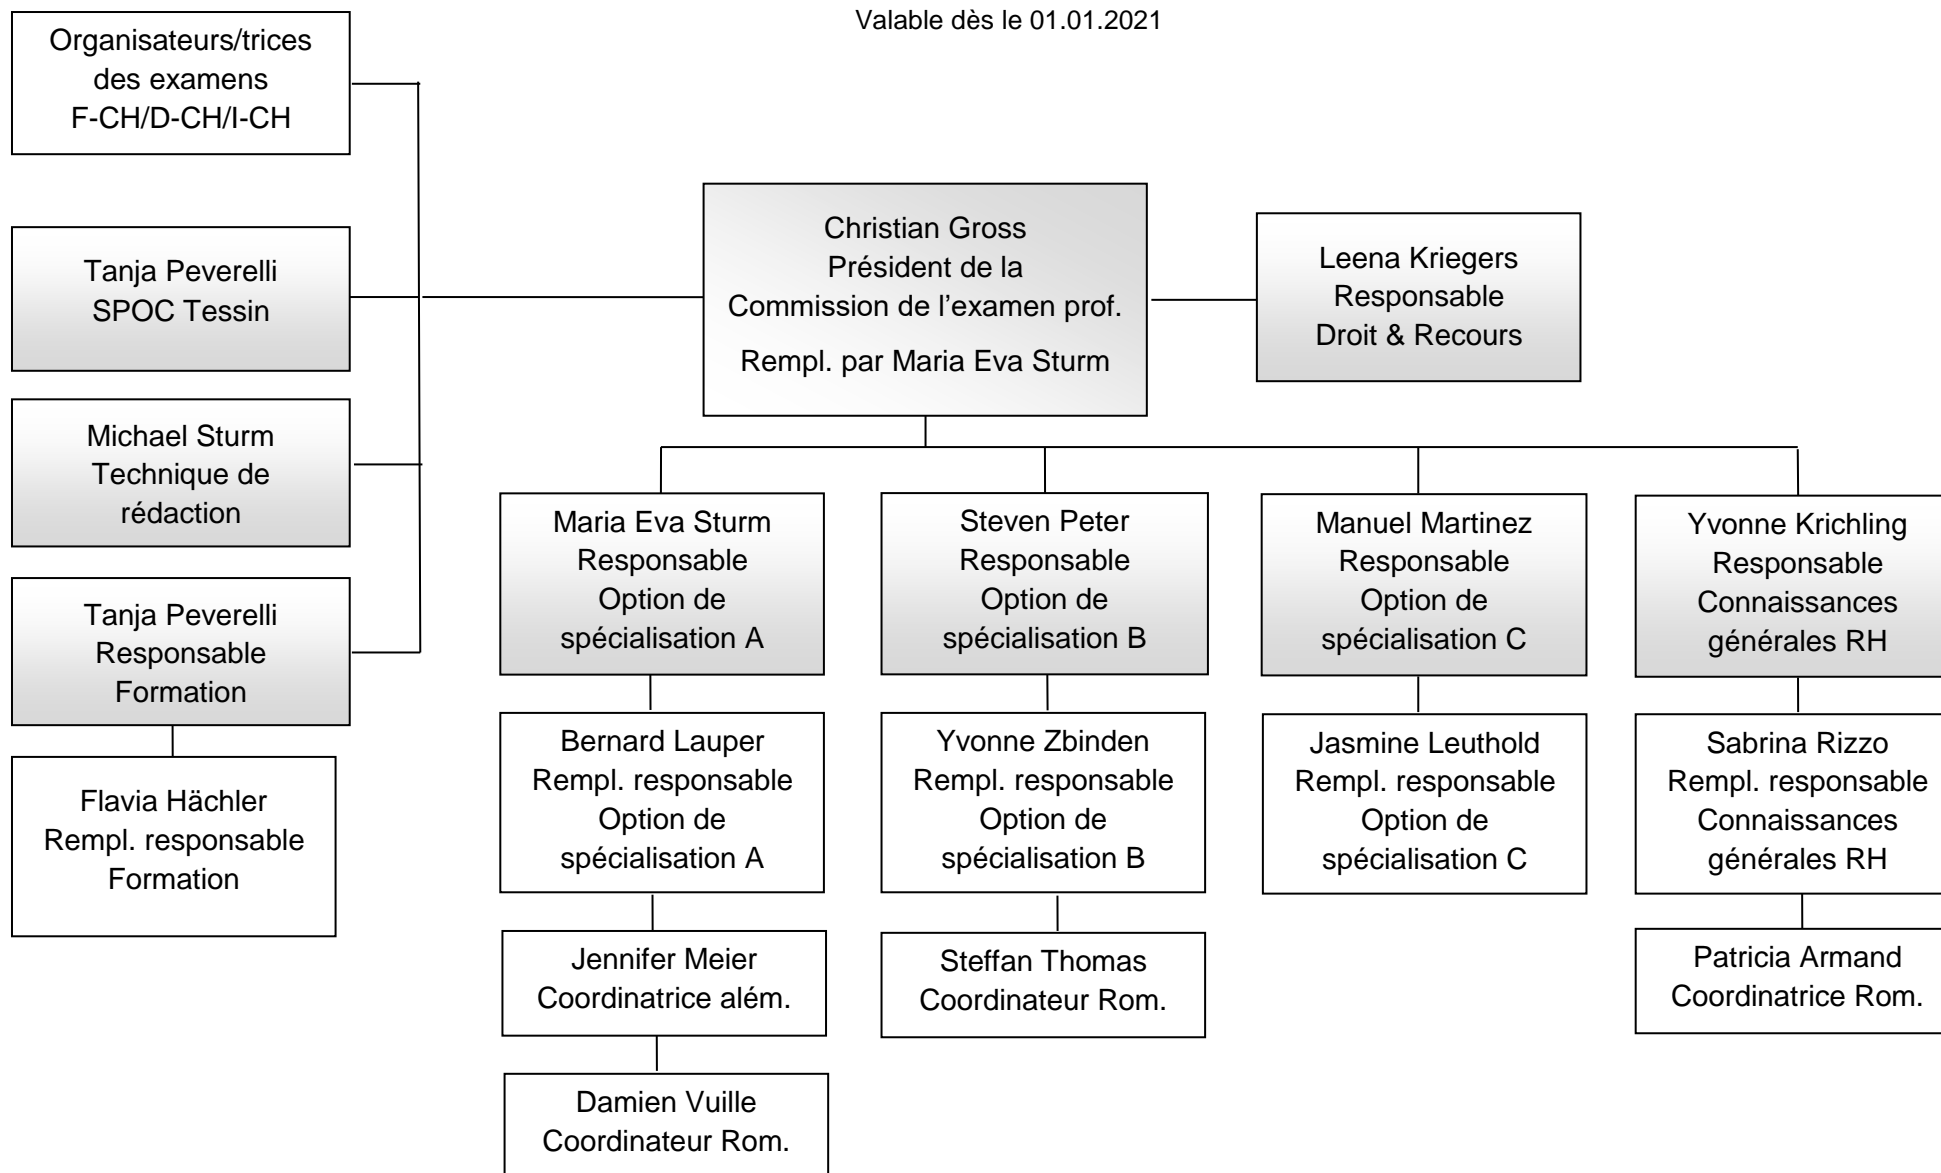 Valable dès le 01.01.2021
Organisateurs/trices
des examens
F-CH/D-CH/I-CH
Tanja Peverelli
SPOC Tessin
Michael Sturm
Technique de
rédaction
Tanja Peverelli
Responsable
Formation
Flavia Hächler
Rempl. responsable
Formation
Christian Gross
Président de la
Commission de l'examen prof.
Rempl. par Maria Eva Sturm
Leena Kriegers
Responsable
Droit & Recours
Maria Eva Sturm
Responsable
Option de
spécialisation A
Bernard Lauper
Rempl. responsable
Option de
spécialisation A
Jennifer Meier
Coordinatrice além.
Damien Vuille
Coordinateur Rom.
Steven Peter
Responsable
Option de
spécialisation B
Yvonne Zbinden
Rempl. responsable
Option de
spécialisation B
Steffan Thomas
Coordinateur Rom.
Manuel Martinez
Responsable
Option de
spécialisation C
Jasmine Leuthold
Rempl. responsable
Option de
spécialisation C
Yvonne Krichling
Responsable
Connaissances
générales RH
Sabrina Rizzo
Rempl. responsable
Connaissances
générales RH
Patricia Armand
Coordinatrice Rom.